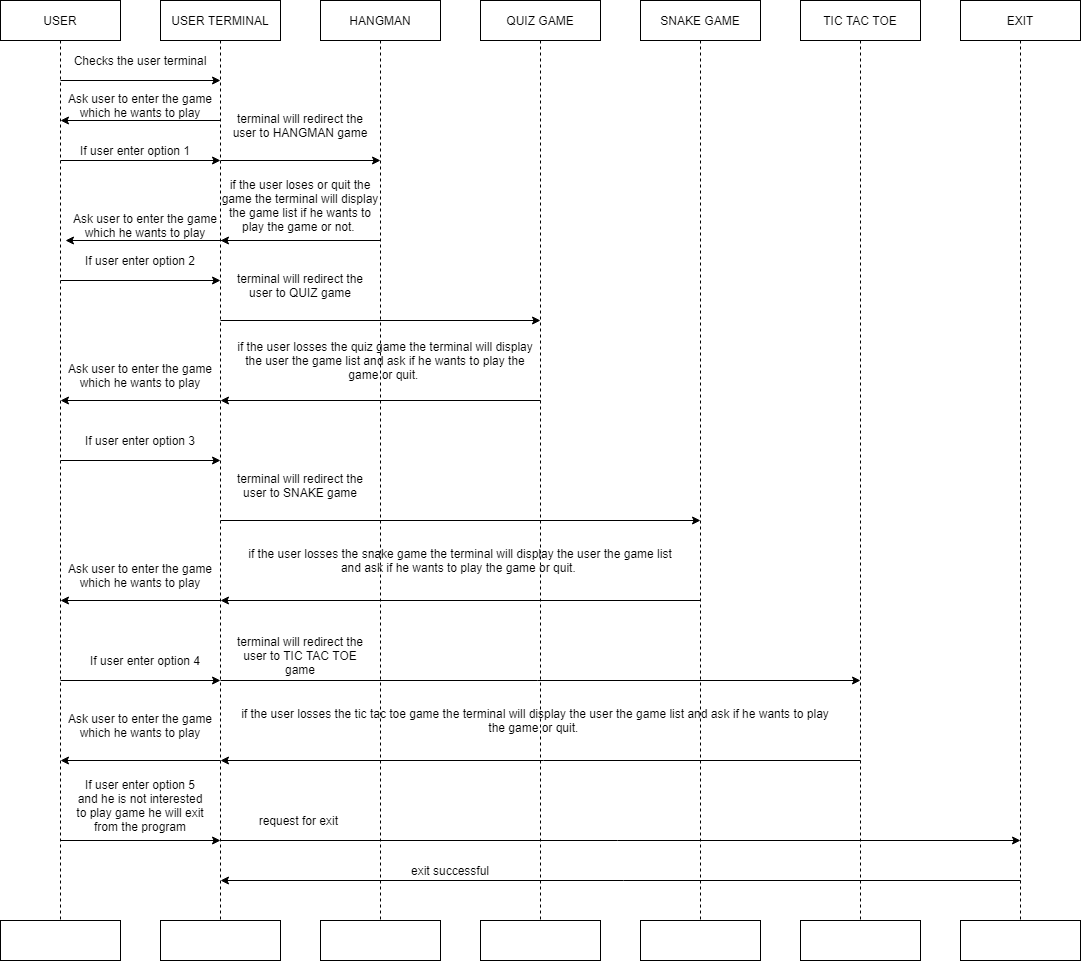 USER
USER TERMINAL
HANGMAN
QUIZ GAME
SNAKE GAME
TIC TAC TOE
EXIT
Checks the user terminal
Ask user to enter the game
which he wants to play
terminal will redirect the
user to HANGMAN game
If user enter option 1
if the user loses or quit the
game the terminal will display
the game list if he wants to
play the game or not.
Ask user to enter the game
which he wants to play
If user enter option 2
terminal will redirect the
user to QUIZ game
if the user losses the quiz game the terminal will display
the user the game list and ask if he wants to play the
game or quit.
Ask user to enter the game
which he wants to play
If user enter option 3
terminal will redirect the
user to SNAKE game
if the user losses the snake game the terminal will display the user the game list
and ask if he wants to play the game or quit.
Ask user to enter the game
which he wants to play
terminal will redirect the
user to TIC TAC TOE
game
If user enter option 4
if the user losses the tic tac toe game the terminal will display the user the game list and ask if he wants to play
the game or quit.
Ask user to enter the game
which he wants to play
If user enter option 5
and he is not interested
to play game he will exit
from the program
request for exit
exit successful